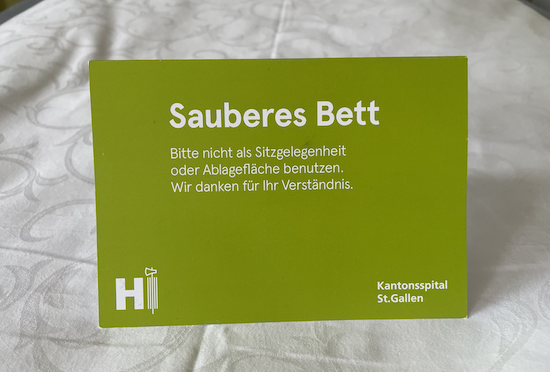 Sauberes Bett
Bitte nicht als Sitzgelegenheit
oder Ablagefläche benutzen.
Wir danken für Ihr Verständnis.
H
Kantonsspital
St.Gallen